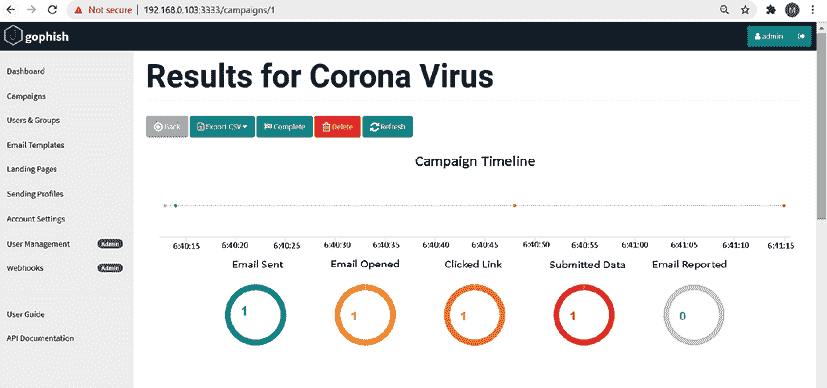 Not secure | 192.168.0.103:3333/campaigns/1
M
gophish
admin
Dashboard
Campaigns
Users & Groups
Email Templates
Landing Pages
Sending Profiles
Account Settings
User Management Admin
Webhooks Admin
User Guide
API Documentation
Results for Corona Virus
Back Export CSV Complete Delete Refresh
Campaign Timeline
6:40:15 6:40:20 6:40:25 6:40:30 6:40:35 6:40:40 6:40:45 6:40:50 6:40:55 6:41:00 6:41:05 6:41:10 6:41:15
Email Sent Email Opened Clicked Link Submitted Data Email Reported
1 1 1 1 0